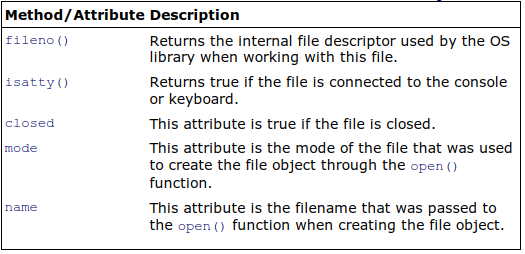 Method/Attribute Description
fileno() Returns the internal file descriptor used by the OS
library when working with this file.
isatty() Returns true if the file is connected to the console
or keyboard.
closed This attribute is true if the file is closed.
mode This attribute is the mode of the file that was used
to create the file object through the open()
function.
name This attribute is the filename that was passed to
the open() function when creating the file object.